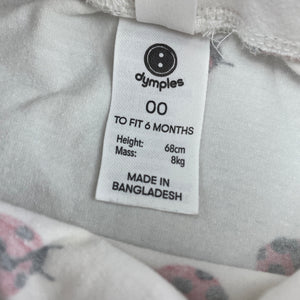 dymples
00
TO FIT 6 MONTHS
Height: 68cm
Mass: 8kg
MADE IN
BANGLADESH